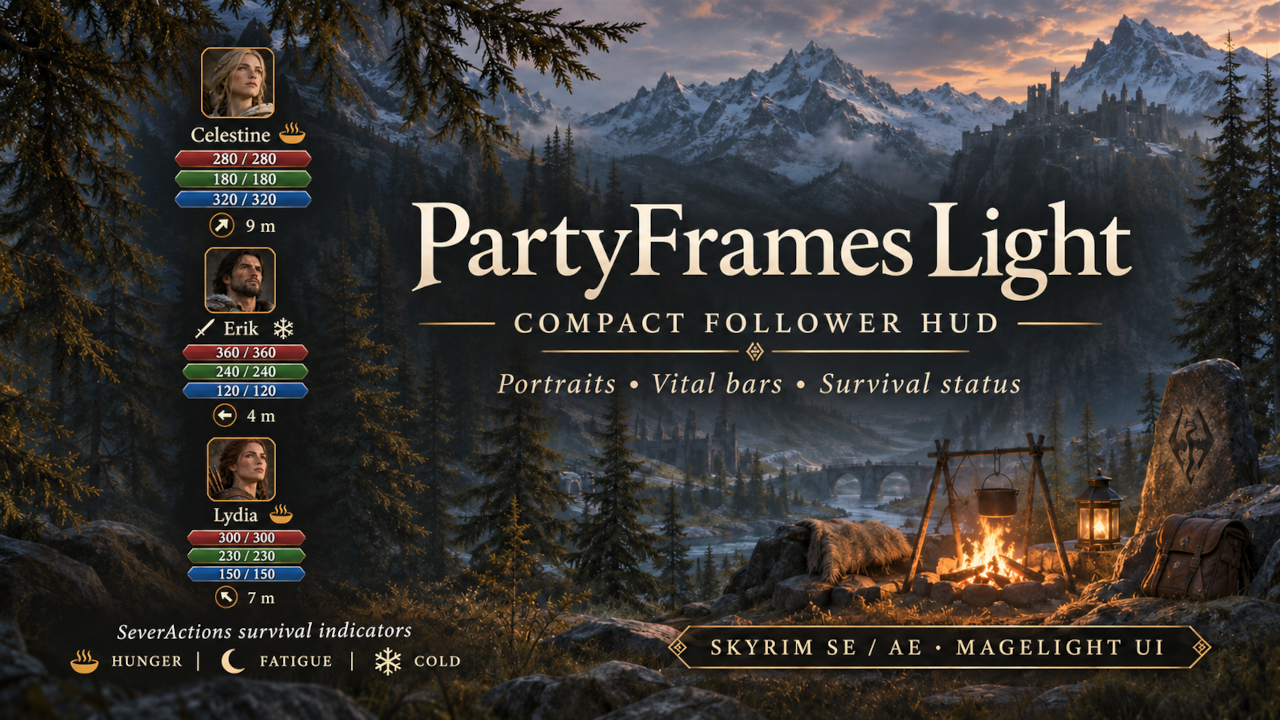 Celestine
280 / 280
180 / 180
320 / 320
9 m
Erik
360 / 360
240 / 240
120 / 120
4 m
Lydia
300 / 300
230 / 230
150 / 150
7 m
SeverActions survival indicators
HUNGER | FATIGUE | COLD
PartyFrames Light
COMPACT FOLLOWER HUD
Portraits • Vital bars • Survival status
SKYRIM SE / AE · MAGELIGHT UI